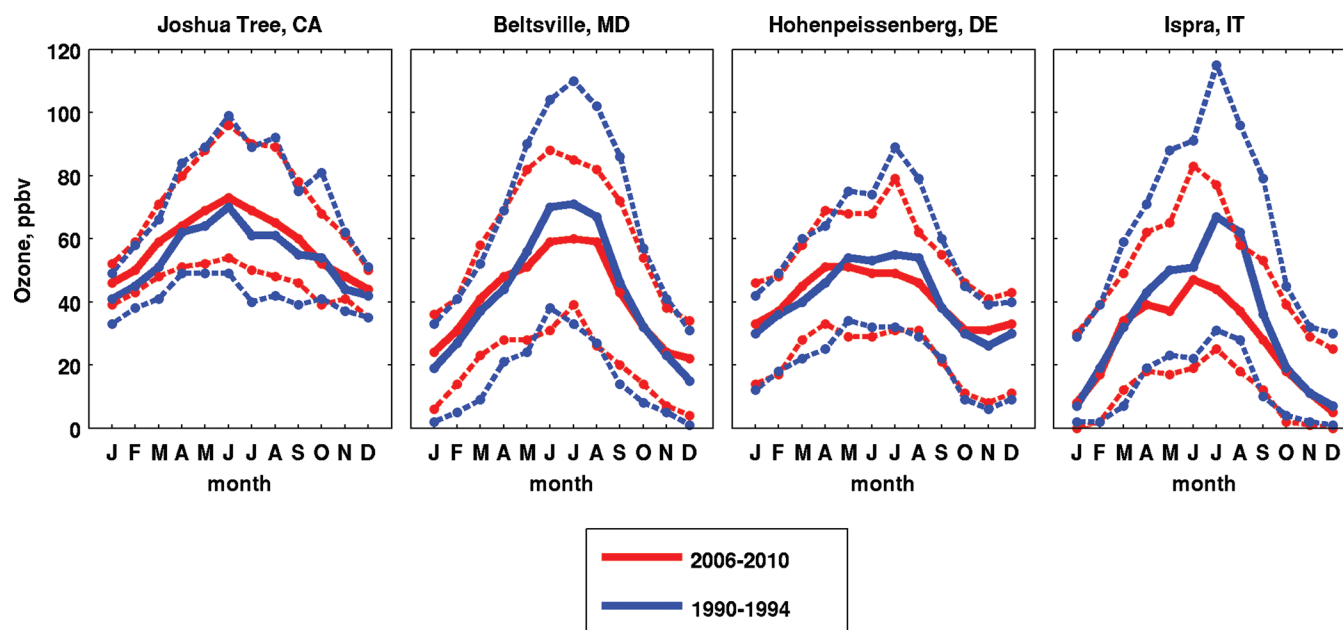 Joshua Tree, CA Beltsville, MD Hohenpeissenberg, DE Ispra, IT
120
100
80
60
40
20
0
Ozone, ppbv
J F M A M J J A S O N D J F M A M J J A S O N D J F M A M J J A S O N D J F M A M J J A S O N D
month month month month
2006-2010
1990-1994